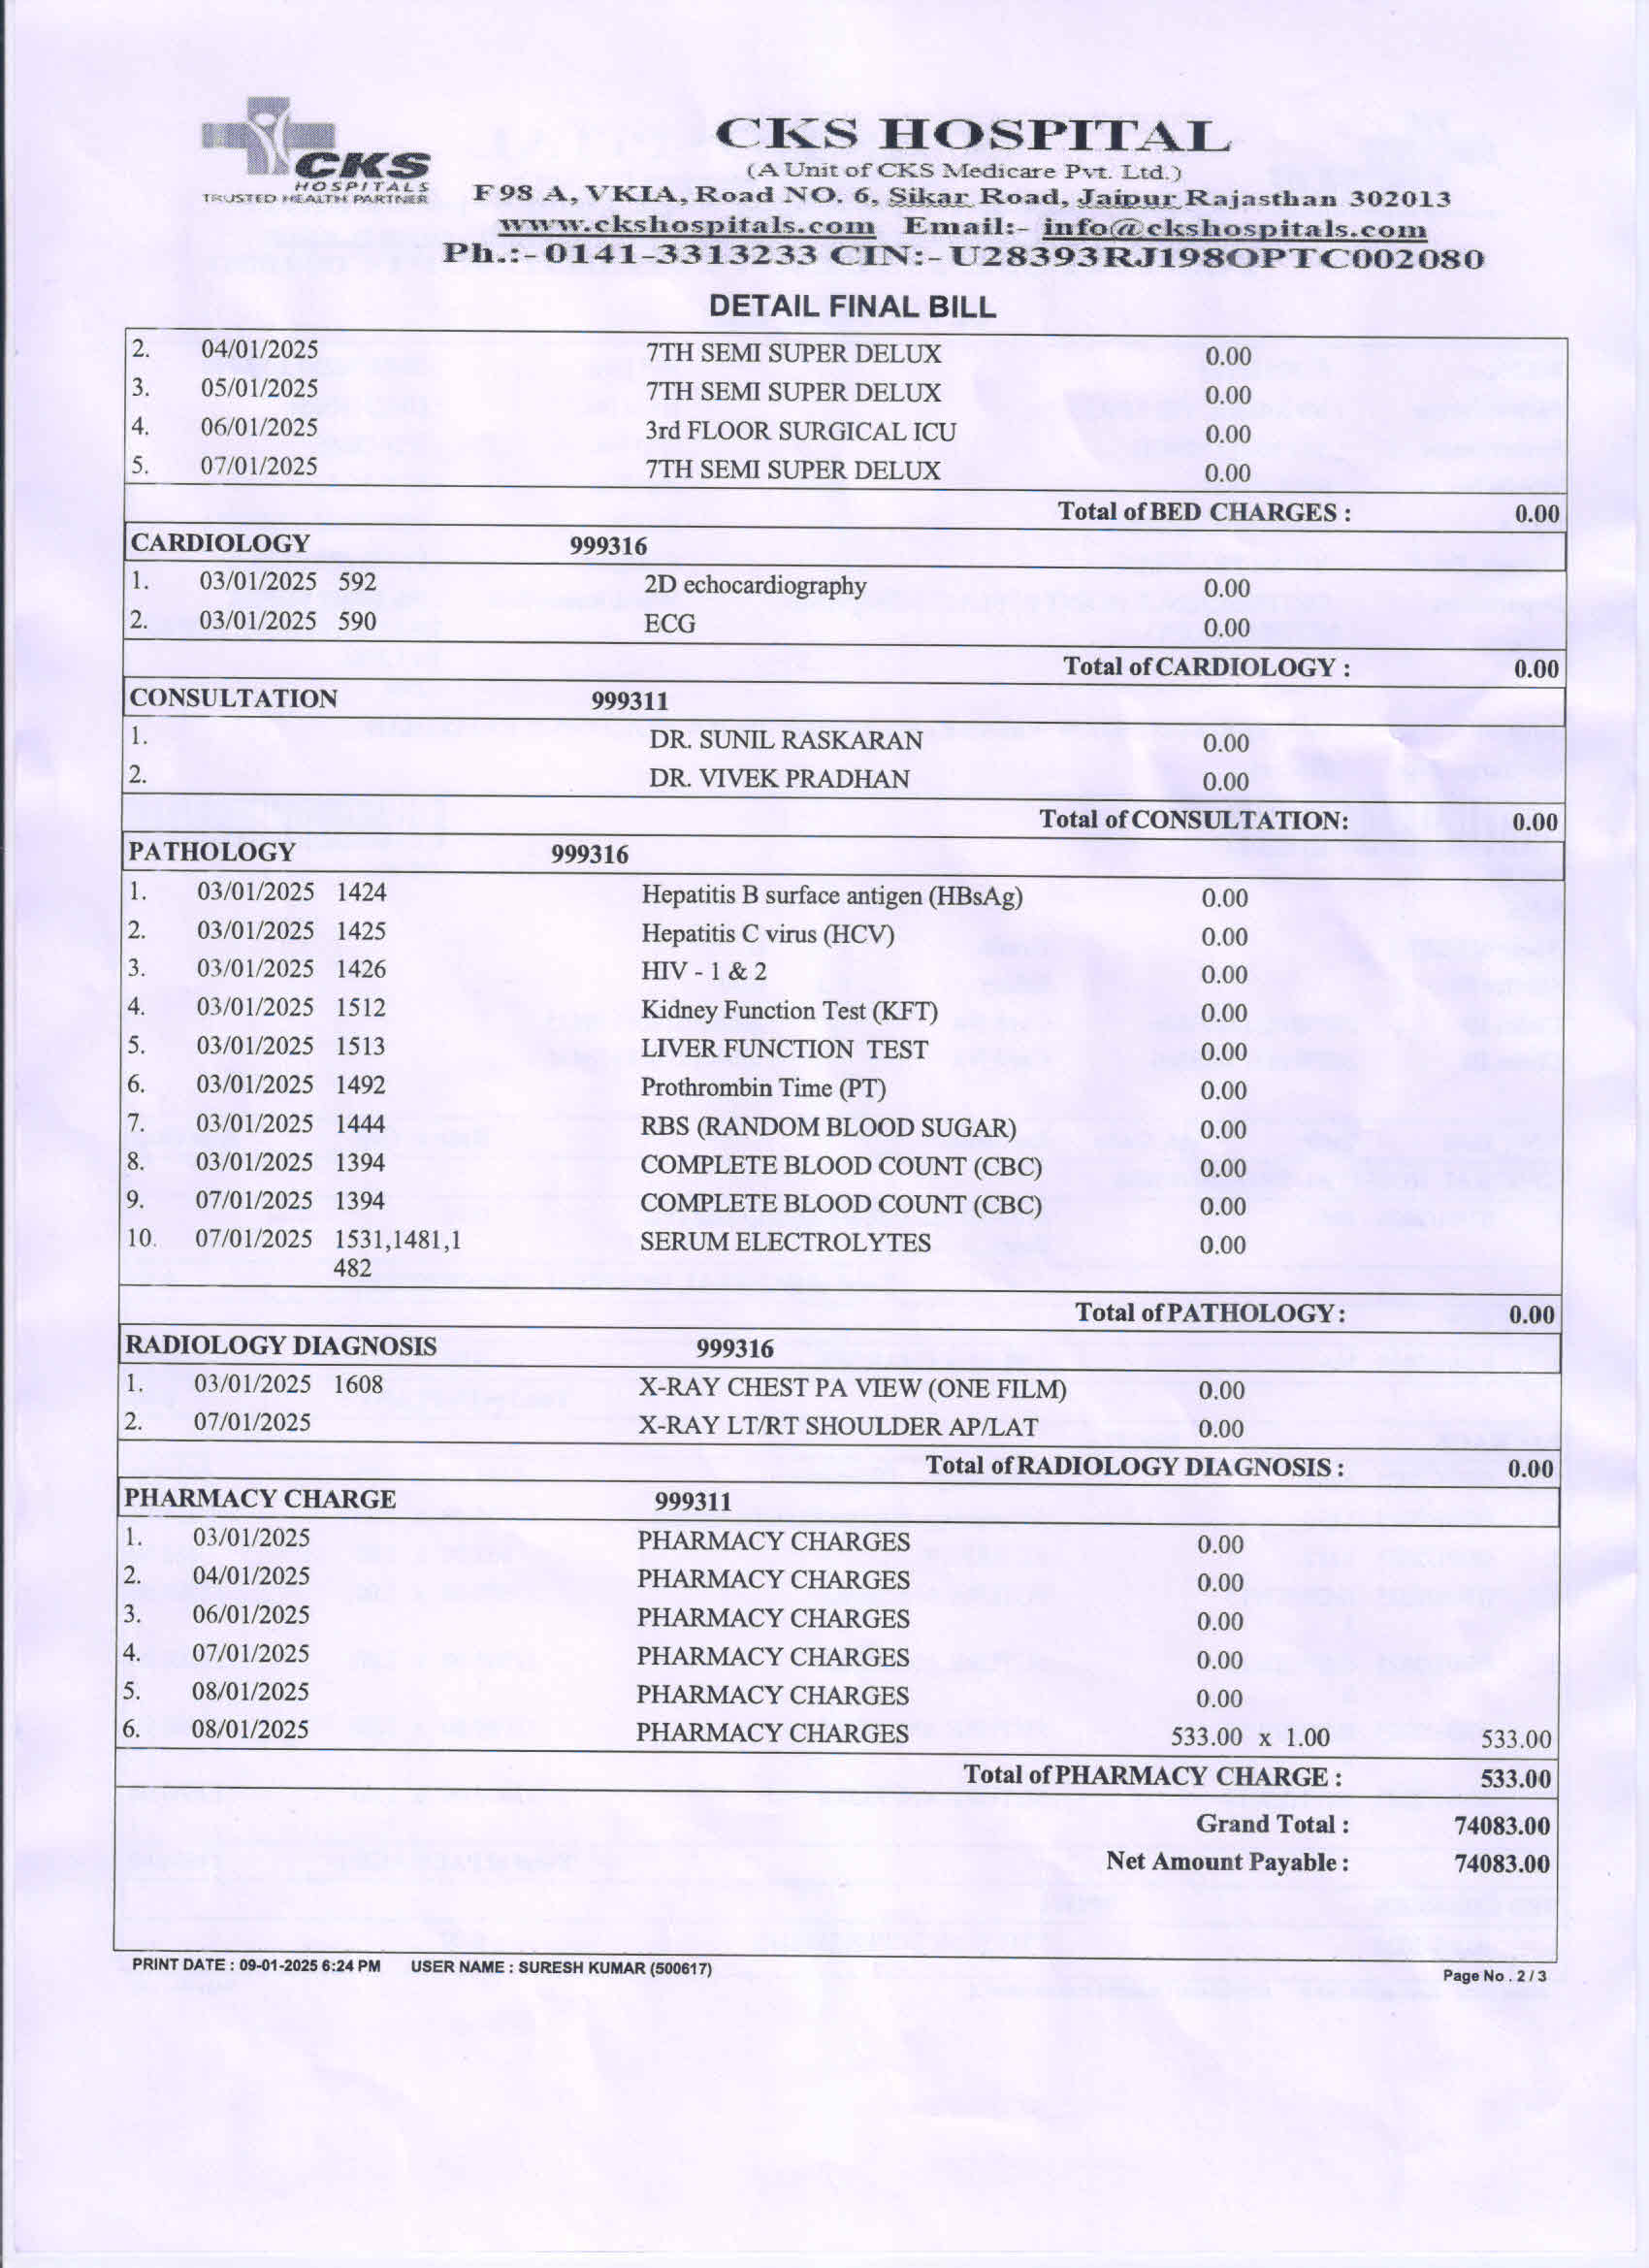 CKS
HOSPITALS
TRUSTED HEALTH PARTNER
CKS HOSPITAL
(A Unit of CKS Medicare Pvt. Ltd.)
F 98 A, VKIA, Road NO. 6, Sikar Road, Jaipur Rajasthan 302013
www.ckshospitals.com Email:- info@ckshospitals.com
Ph.:- 0141-3313233 CIN:- U28393RJ198OPTC002080
DETAIL FINAL BILL
2. 04/01/2025 7TH SEMI SUPER DELUX 0.00
3. 05/01/2025 7TH SEMI SUPER DELUX 0.00
4. 06/01/2025 3rd FLOOR SURGICAL ICU 0.00
5. 07/01/2025 7TH SEMI SUPER DELUX 0.00
Total of BED CHARGES : 0.00
CARDIOLOGY 999316
1. 03/01/2025 592 2D echocardiography 0.00
2. 03/01/2025 590 ECG 0.00
Total of CARDIOLOGY : 0.00
CONSULTATION 999311
1. DR. SUNIL RASKARAN 0.00
2. DR. VIVEK PRADHAN 0.00
Total of CONSULTATION: 0.00
PATHOLOGY 999316
1. 03/01/2025 1424 Hepatitis B surface antigen (HBsAg) 0.00
2. 03/01/2025 1425 Hepatitis C virus (HCV) 0.00
3. 03/01/2025 1426 HIV - 1 & 2 0.00
4. 03/01/2025 1512 Kidney Function Test (KFT) 0.00
5. 03/01/2025 1513 LIVER FUNCTION TEST 0.00
6. 03/01/2025 1492 Prothrombin Time (PT) 0.00
7. 03/01/2025 1444 RBS (RANDOM BLOOD SUGAR) 0.00
8. 03/01/2025 1394 COMPLETE BLOOD COUNT (CBC) 0.00
9. 07/01/2025 1394 COMPLETE BLOOD COUNT (CBC) 0.00
10. 07/01/2025 1531,1481,1 SERUM ELECTROLYTES 0.00
482
Total of PATHOLOGY : 0.00
RADIOLOGY DIAGNOSIS 999316
1. 03/01/2025 1608 X-RAY CHEST PA VIEW (ONE FILM) 0.00
2. 07/01/2025 X-RAY LT/RT SHOULDER AP/LAT 0.00
Total of RADIOLOGY DIAGNOSIS : 0.00
PHARMACY CHARGE 999311
1. 03/01/2025 PHARMACY CHARGES 0.00
2. 04/01/2025 PHARMACY CHARGES 0.00
3. 06/01/2025 PHARMACY CHARGES 0.00
4. 07/01/2025 PHARMACY CHARGES 0.00
5. 08/01/2025 PHARMACY CHARGES 0.00
6. 08/01/2025 PHARMACY CHARGES 533.00 x 1.00 533.00
Total of PHARMACY CHARGE : 533.00
Grand Total : 74083.00
Net Amount Payable : 74083.00
PRINT DATE : 09-01-2025 6:24 PM USER NAME : SURESH KUMAR (500617)
Page No . 2 / 3